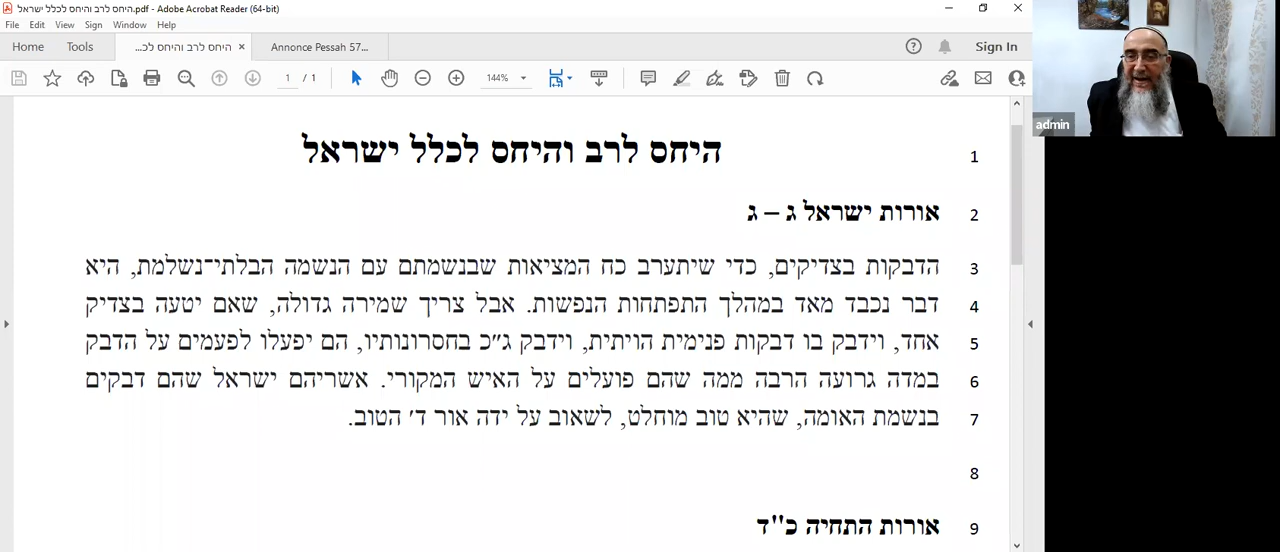 היחס לרב והיחס לכלל ישראל.pdf - Adobe Acrobat Reader (64-bit)
File Edit View Sign Window Help
Home Tools היחס לרב והיחס לכ... × Annonce Pessah 57... Sign In
1 / 1 144%
admin
היחס לרב והיחס לכלל ישראל 1
אורות ישראל ג – ג 2
הדבקות בצדיקים, כדי שיתערב כח המציאות שבנשמתם עם הנשמה הבלתי־נשלמת, היא 3
דבר נכבד מאד במהלך התפתחות הנפשות. אבל צריך שמירה גדולה, שאם יטעה בצדיק 4
אחד, וידבק בו דבקות פנימית הויתית, וידבק ג״כ בחסרונותיו, הם יפעלו לפעמים על הדבק 5
במדה גרועה הרבה ממה שהם פועלים על האיש המקורי. אשריהם ישראל שהם דבקים 6
בנשמת האומה, שהיא טוב מוחלט, לשאוב על ידה אור ד׳ הטוב. 7
8
אורות התחיה כ"ד 9